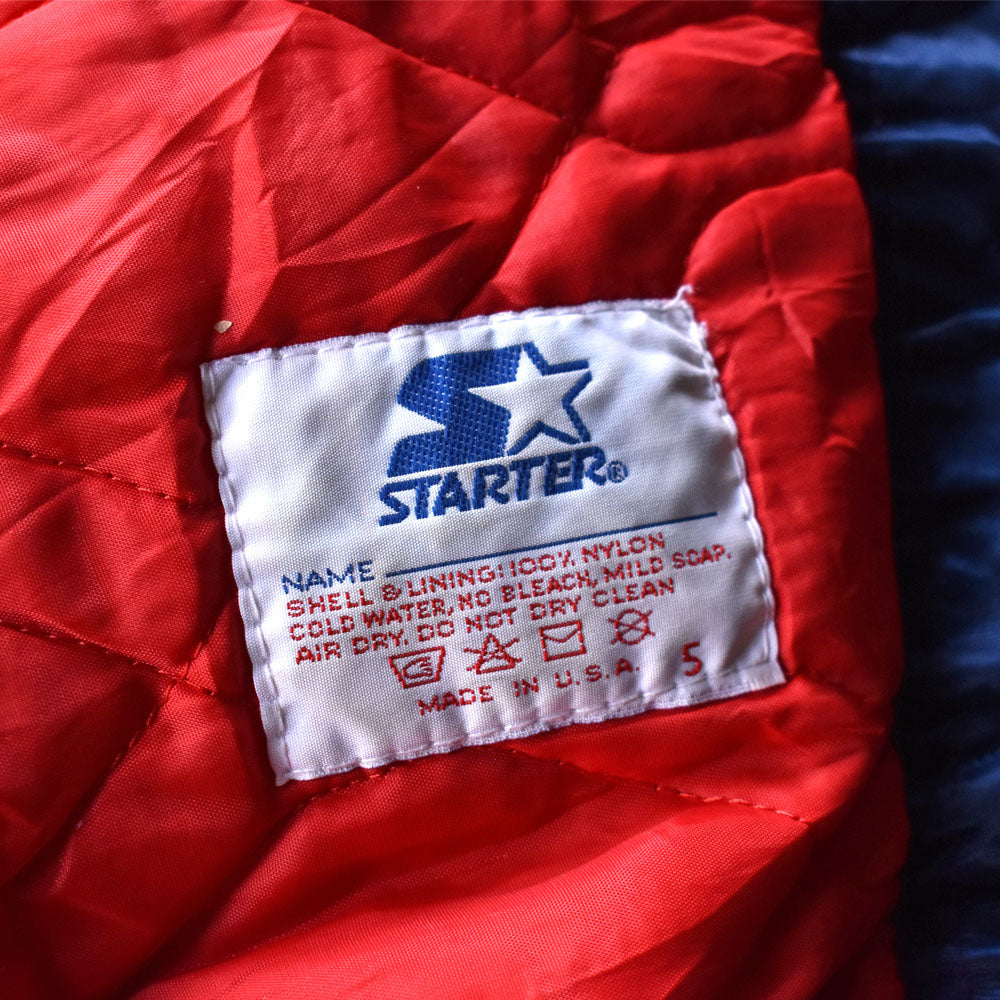 STARTER®
NAME
SHELL & LINING: 100% NYLON
COLD WATER, NO BLEACH, MILD SOAP.
AIR DRY. DO NOT DRY CLEAN
MADE IN U.S.A. 5